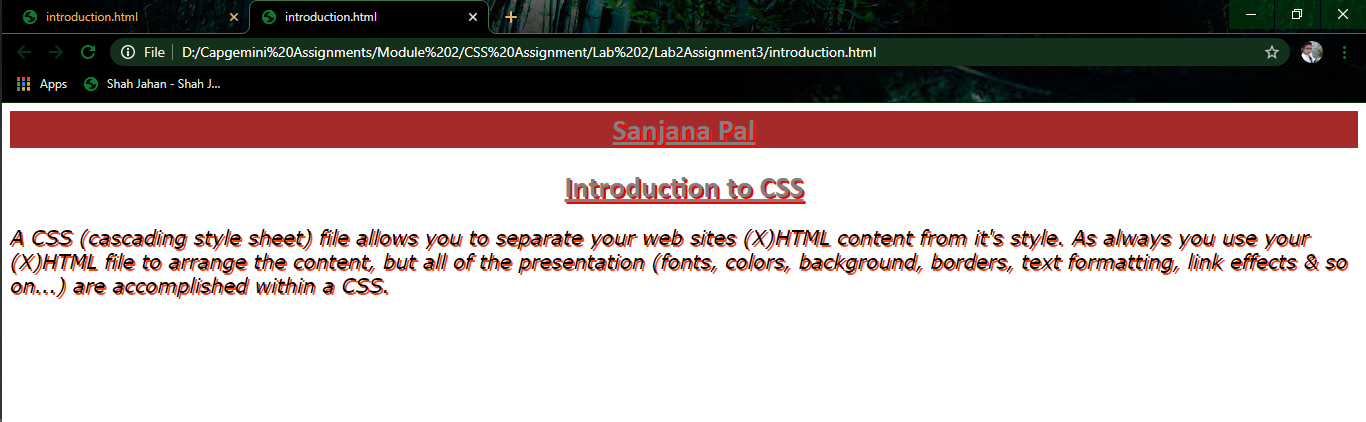 introduction.html
introduction.html
File D:/Capgemini%20Assignments/Module%202/CSS%20Assignment/Lab%202/Lab2Assignment3/introduction.html
Apps Shah Jahan - Shah J...
Sanjana Pal
Introduction to CSS
A CSS (cascading style sheet) file allows you to separate your web sites (X)HTML content from it's style. As always you use your
(X)HTML file to arrange the content, but all of the presentation (fonts, colors, background, borders, text formatting, link effects & so
on...) are accomplished within a CSS.